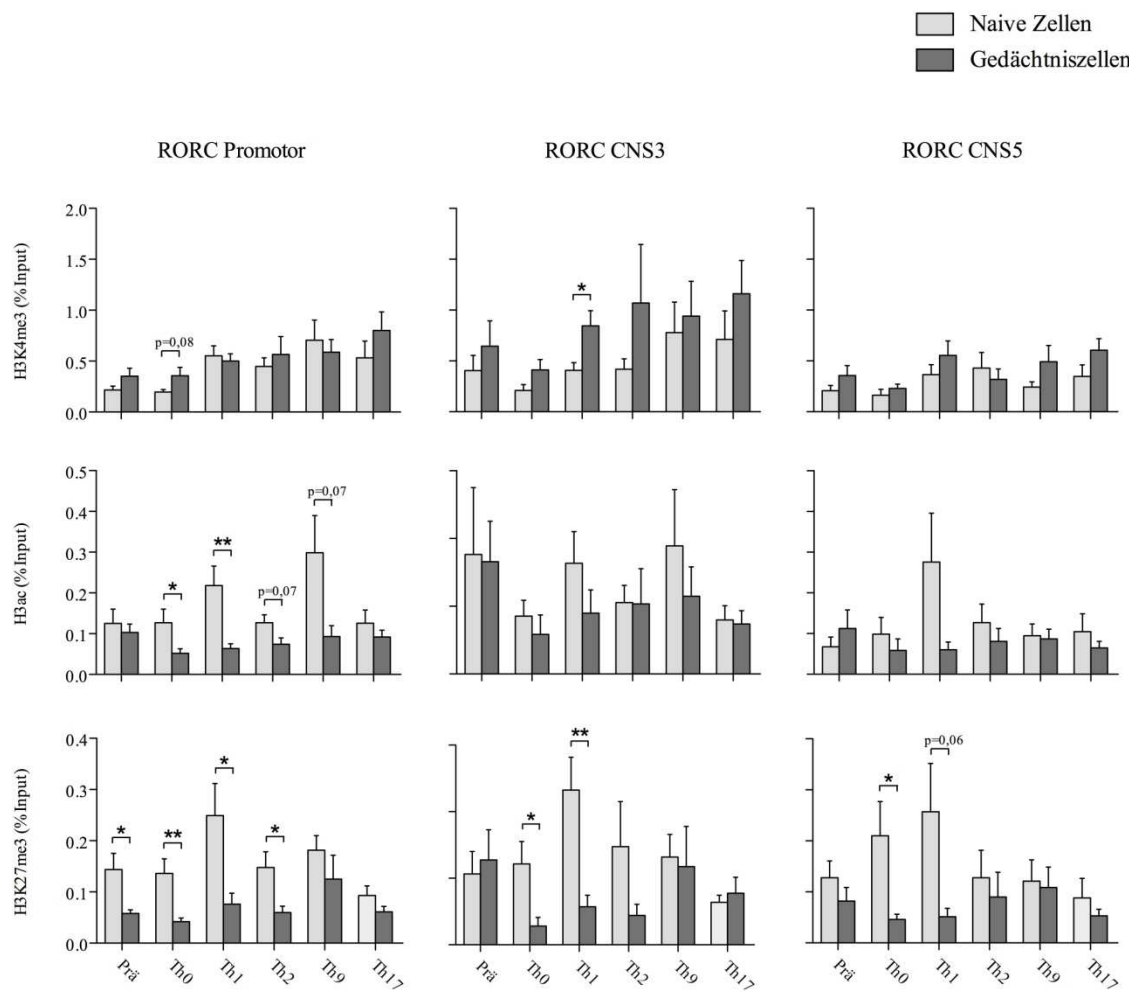 Naive Zellen
Gedächtniszellen
RORC Promotor RORC CNS3 RORC CNS5
H3K4me3 (%Input)
2.0
1.5
1.0
0.5
0.0
p=0,08
*
H3ac (%Input)
0.5
0.4
0.3
0.2
0.1
0.0
*
**
p=0,07
p=0,07
H3K27me3 (%Input)
0.4
0.3
0.2
0.1
0.0
*
**
*
*
*
**
*
p=0,06
Prä Th0 Th1 Th2 Th9 Th17
Prä Th0 Th1 Th2 Th9 Th17
Prä Th0 Th1 Th2 Th9 Th17